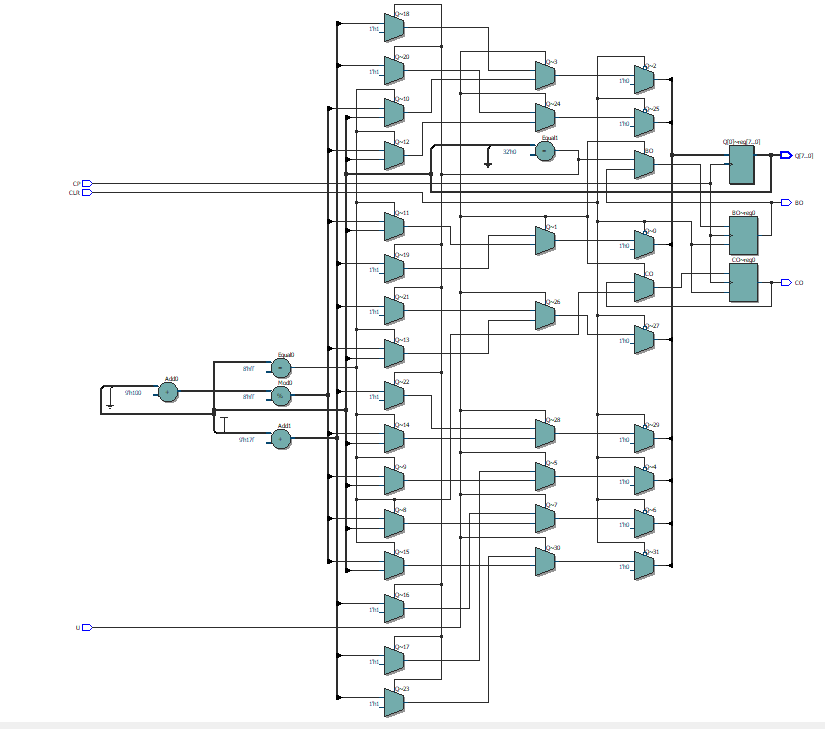 Q~18
1'h1
Q~20
1'h1
Q~3
Q~2
1'h0
Q~10
Q~24
Q~25
1'h0
Q~12
Equal1
32'h0
BO
Q[0]~reg[7..0]
Q[7..0]
CP
CLR
BO
Q~11
BO~reg0
Q~1
Q~0
1'h0
Q~19
1'h1
CO
CO~reg0
CO
Q~21
1'h1
Q~26
Q~27
1'h0
Q~13
Equal0
8'hff
Add0
9'h100
Mod0
8'hff
Q~22
1'h1
Q~28
Q~29
1'h0
Q~14
Add1
9'h17f
Q~9
Q~5
Q~4
1'h0
Q~8
Q~7
Q~6
1'h0
Q~15
Q~30
Q~31
1'h0
Q~16
1'h1
U
Q~17
1'h1
Q~23
1'h1